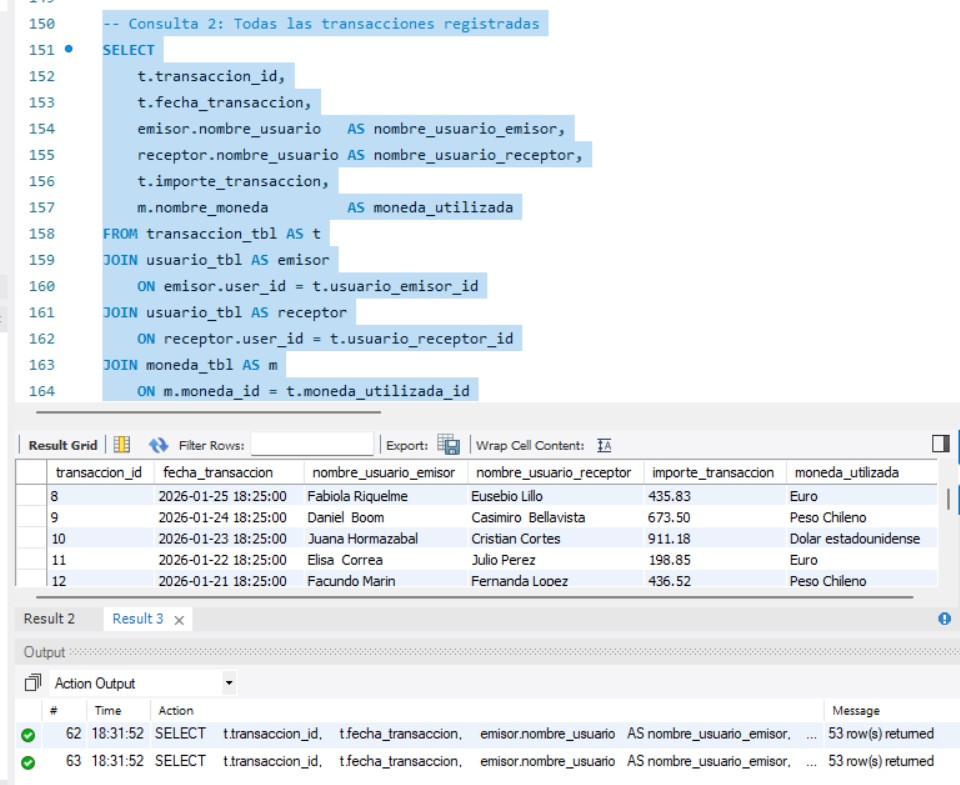 150 -- Consulta 2: Todas las transacciones registradas
151 SELECT
152 t.transaccion_id,
153 t.fecha_transaccion,
154 emisor.nombre_usuario AS nombre_usuario_emisor,
155 receptor.nombre_usuario AS nombre_usuario_receptor,
156 t.importe_transaccion,
157 m.nombre_moneda AS moneda_utilizada
158 FROM transaccion_tbl AS t
159 JOIN usuario_tbl AS emisor
160 ON emisor.user_id = t.usuario_emisor_id
161 JOIN usuario_tbl AS receptor
162 ON receptor.user_id = t.usuario_receptor_id
163 JOIN moneda_tbl AS m
164 ON m.moneda_id = t.moneda_utilizada_id
Result Grid Filter Rows: Export: Wrap Cell Content:
transaccion_id fecha_transaccion nombre_usuario_emisor nombre_usuario_receptor importe_transaccion moneda_utilizada
8 2026-01-25 18:25:00 Fabiola Riquelme Eusebio Lillo 435.83 Euro
9 2026-01-24 18:25:00 Daniel Boom Casimiro Bellavista 673.50 Peso Chileno
10 2026-01-23 18:25:00 Juana Hormazabal Cristian Cortes 911.18 Dolar estadounidense
11 2026-01-22 18:25:00 Elisa Correa Julio Perez 198.85 Euro
12 2026-01-21 18:25:00 Facundo Marin Fernanda Lopez 436.52 Peso Chileno
Result 2 Result 3
Output
Action Output
# Time Action Message
62 18:31:52 SELECT t.transaccion_id, t.fecha_transaccion, emisor.nombre_usuario AS nombre_usuario_emisor, ... 53 row(s) returned
63 18:31:52 SELECT t.transaccion_id, t.fecha_transaccion, emisor.nombre_usuario AS nombre_usuario_emisor, ... 53 row(s) returned